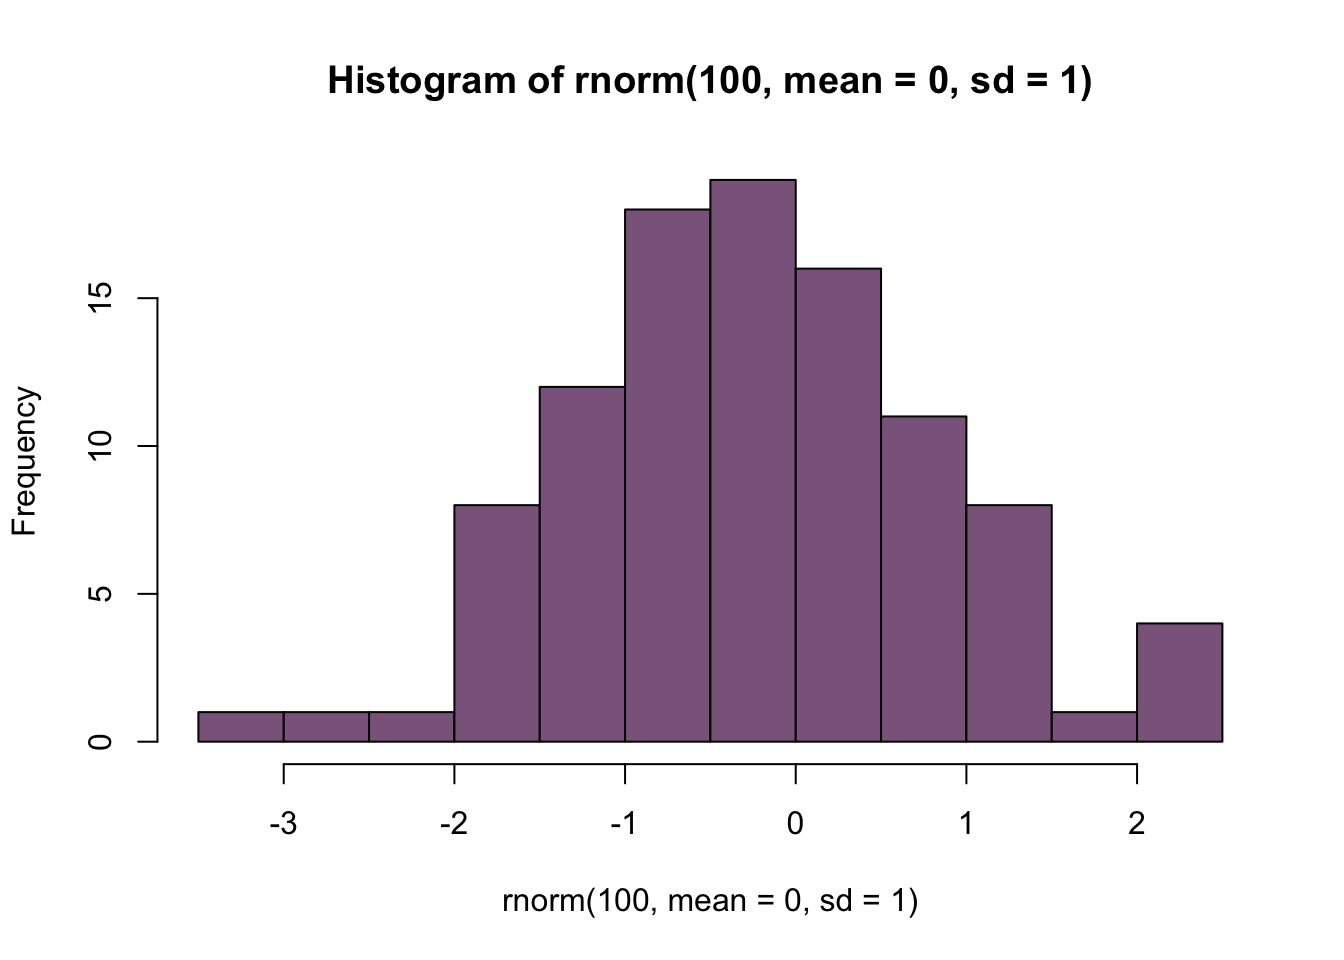 Histogram of rnorm(100, mean = 0, sd = 1)
Frequency
15
10
5
0
-3 -2 -1 0 1 2
rnorm(100, mean = 0, sd = 1)